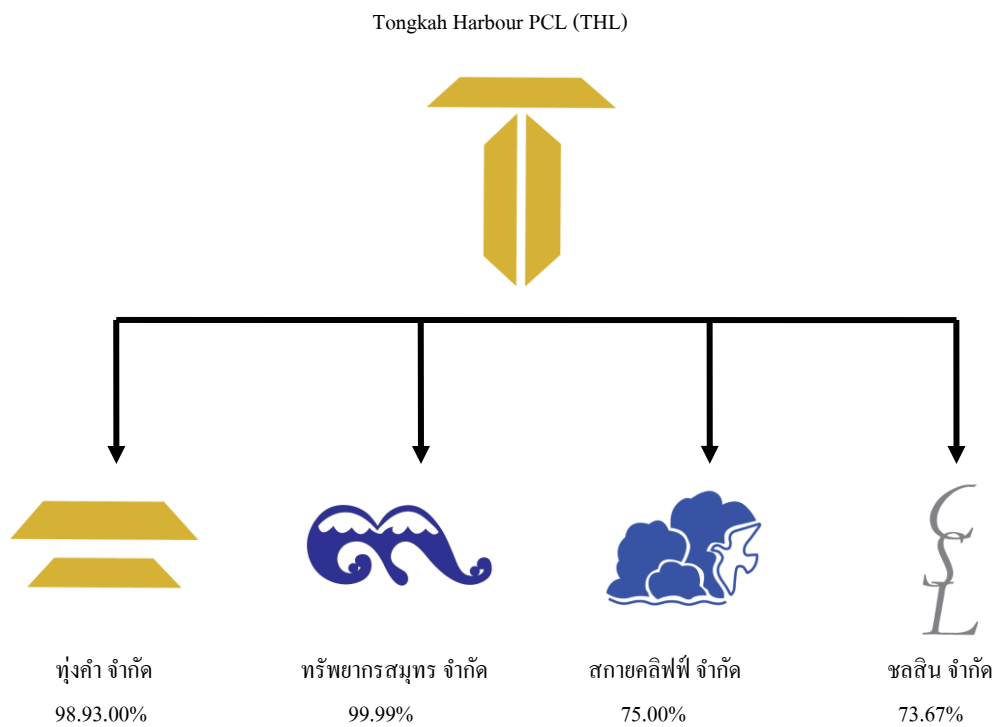 Tongkah Harbour PCL (THL)
CSL
ทุ่งคำ จำกัด
ทรัพยากรสมุทร จำกัด
สกายคลิฟฟ์ จำกัด
ชลสิน จำกัด
98.93.00%
99.99%
75.00%
73.67%